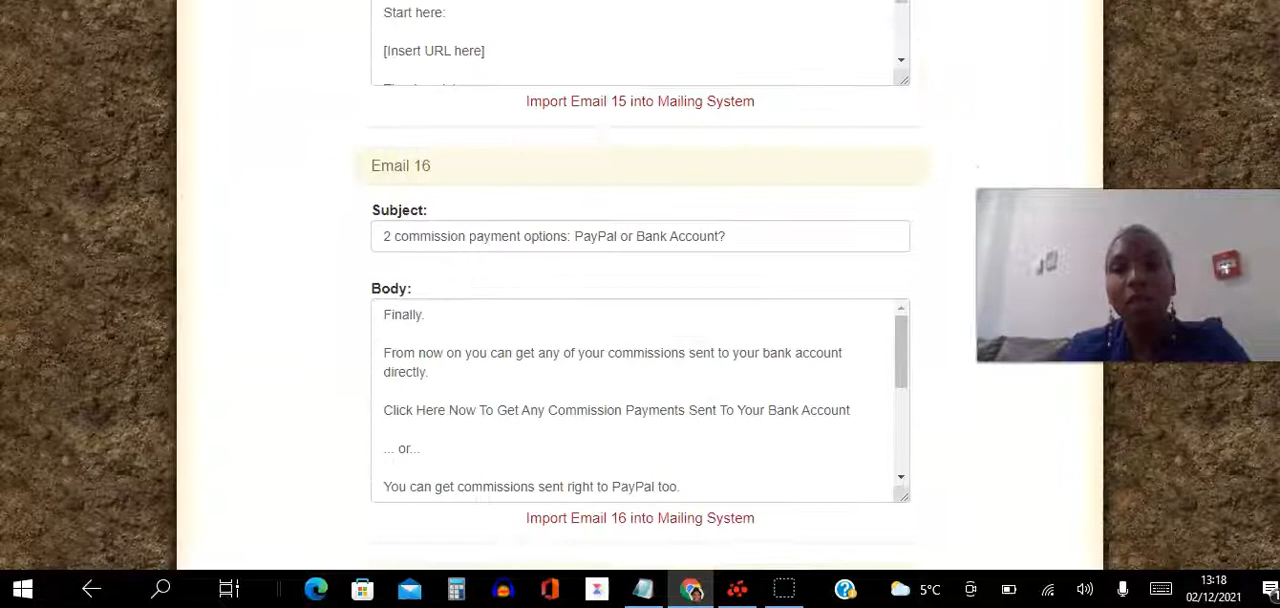 Start here:
[Insert URL here]
Import Email 15 into Mailing System
Email 16
Subject:
2 commission payment options: PayPal or Bank Account?
Body:
Finally.
From now on you can get any of your commissions sent to your bank account
directly.
Click Here Now To Get Any Commission Payments Sent To Your Bank Account
... or...
You can get commissions sent right to PayPal too.
Import Email 16 into Mailing System
5°C
13:18
02/12/2021